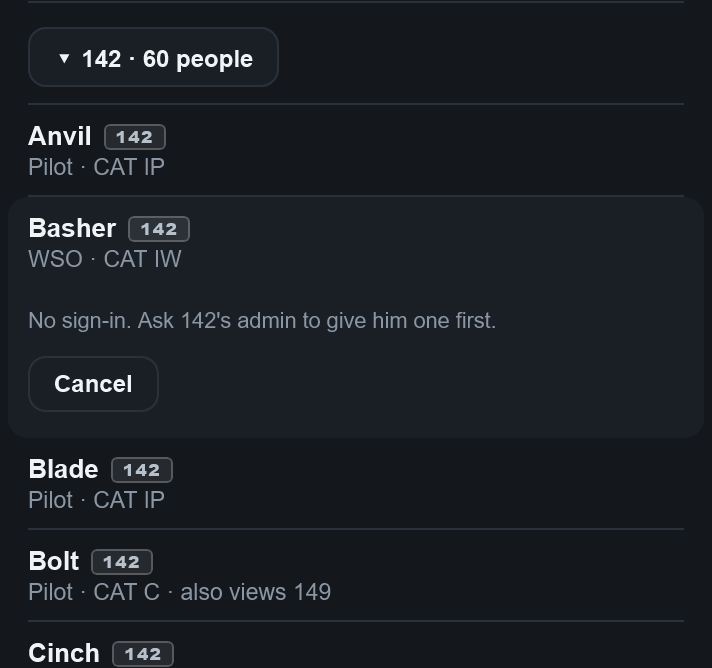 ▼ 142 · 60 people
Anvil 142
Pilot · CAT IP
Basher 142
WSO · CAT IW
No sign-in. Ask 142's admin to give him one first.
Cancel
Blade 142
Pilot · CAT IP
Bolt 142
Pilot · CAT C · also views 149
Cinch 142